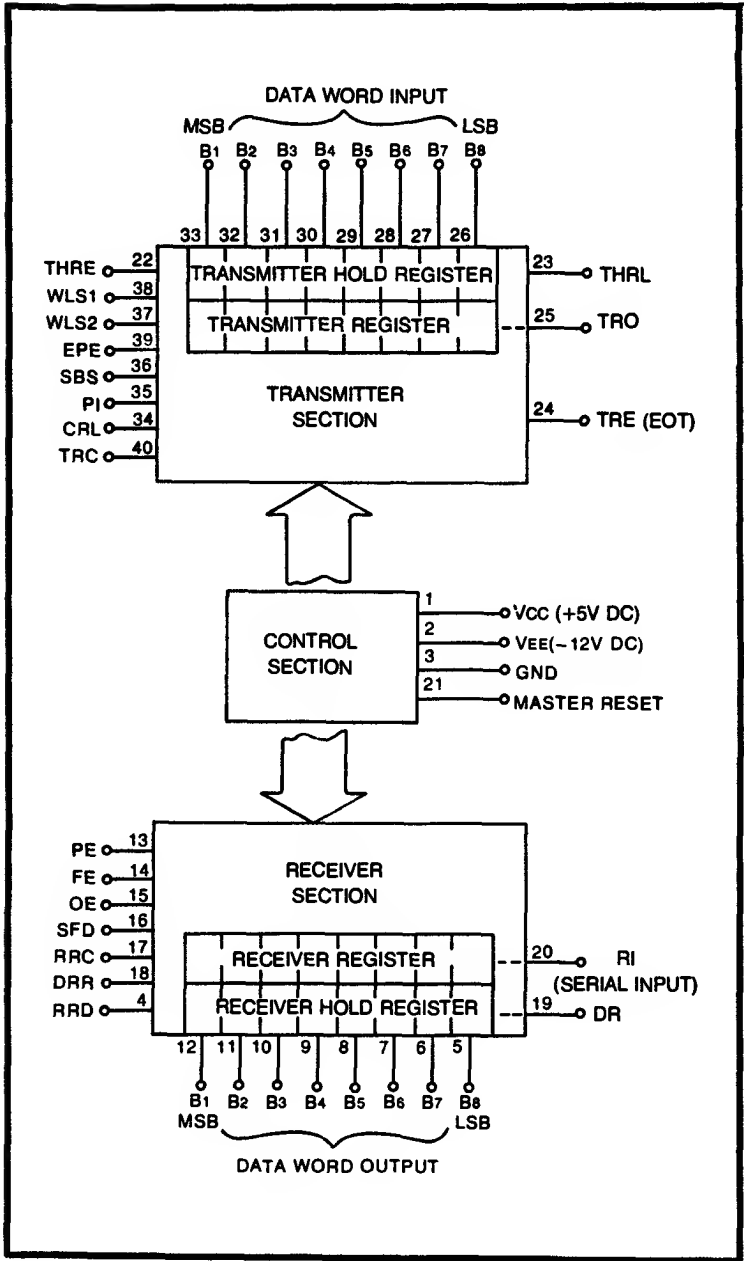 DATA WORD INPUT
MSB LSB
B1 B2 B3 B4 B5 B6 B7 B8
33 32 31 30 29 28 27 26
THRE 22 TRANSMITTER HOLD REGISTER 23 THRL
WLS1 38
WLS2 37 TRANSMITTER REGISTER 25 TRO
EPE 39
SBS 36
PI 35 TRANSMITTER
SECTION 24 TRE (EOT)
CRL 34
TRC 40
CONTROL
SECTION
1 VCC (+5V DC)
2 VEE(-12V DC)
3 GND
21 MASTER RESET
PE 13
FE 14 RECEIVER
SECTION
OE 15
SFD 16
RRC 17 RECEIVER REGISTER 20 RI
(SERIAL INPUT)
DRR 18
RRD 4 RECEIVER HOLD REGISTER 19 DR
12 11 10 9 8 7 6 5
B1 B2 B3 B4 B5 B6 B7 B8
MSB LSB
DATA WORD OUTPUT